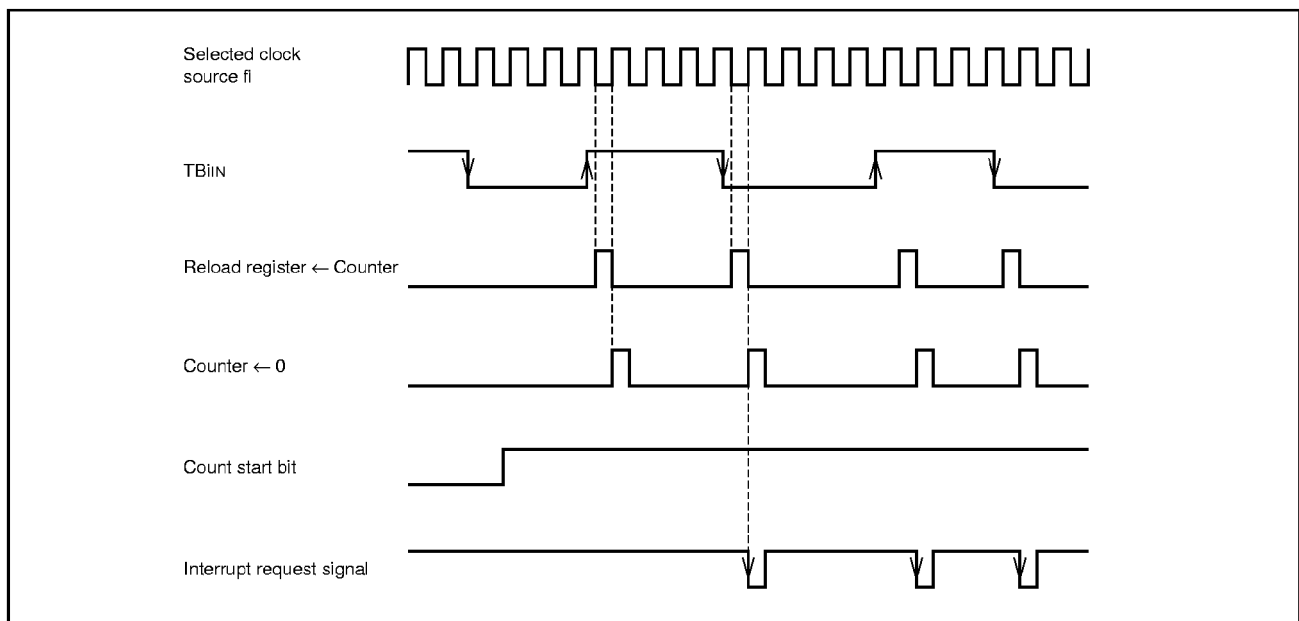 Selected clock
source fI
TBiIN
Reload register ← Counter
Counter ← 0
Count start bit
Interrupt request signal